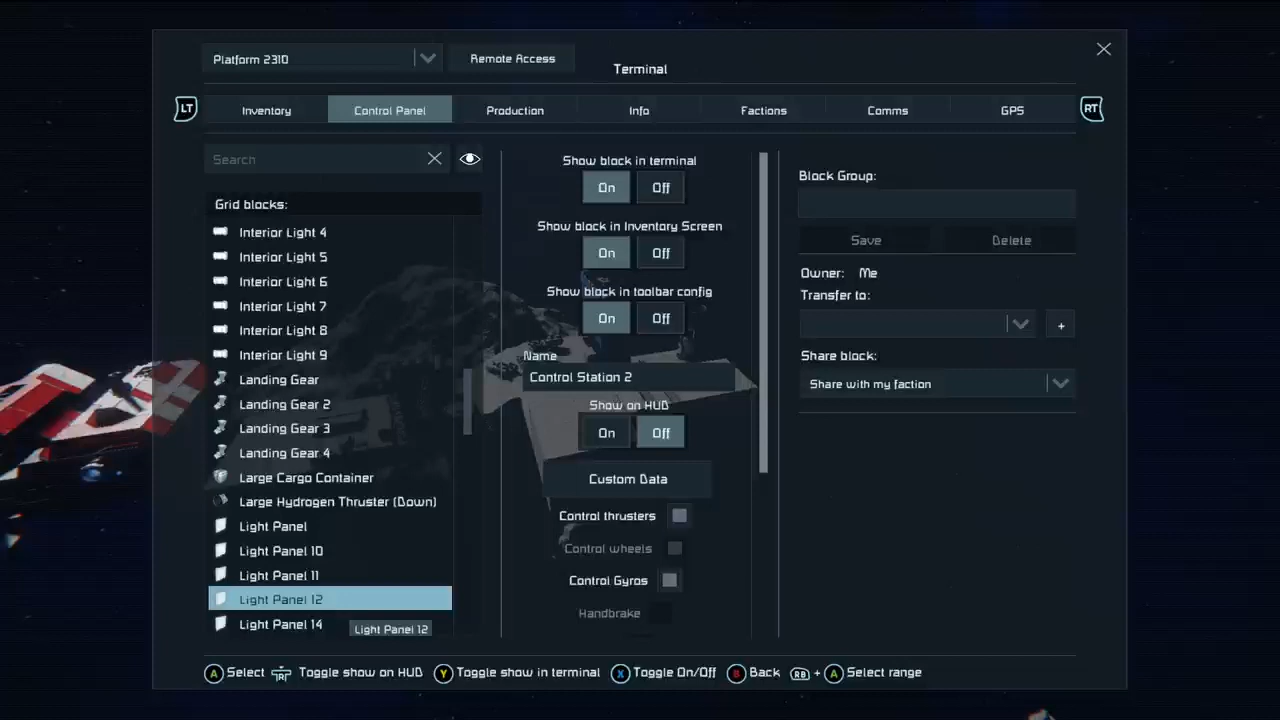 Platform 2310
Remote Access
Terminal
LT
Inventory
Control Panel
Production
Info
Factions
Comms
GPS
RT
Search
Grid blocks:
Interior Light 4
Interior Light 5
Interior Light 6
Interior Light 7
Interior Light 8
Interior Light 9
Landing Gear
Landing Gear 2
Landing Gear 3
Landing Gear 4
Large Cargo Container
Large Hydrogen Thruster (Down)
Light Panel
Light Panel 10
Light Panel 11
Light Panel 12
Light Panel 14
Light Panel 12
Show block in terminal
On Off
Show block in Inventory Screen
On Off
Show block in toolbar config
On Off
Name
Control Station 2
Show on HUD
On Off
Custom Data
Control thrusters
Control wheels
Control Gyros
Handbrake
Block Group:
Save Delete
Owner: Me
Transfer to:
+
Share block:
Share with my faction
A Select Toggle show on HUD Y Toggle show in terminal X Toggle On/Off B Back RB + A Select range